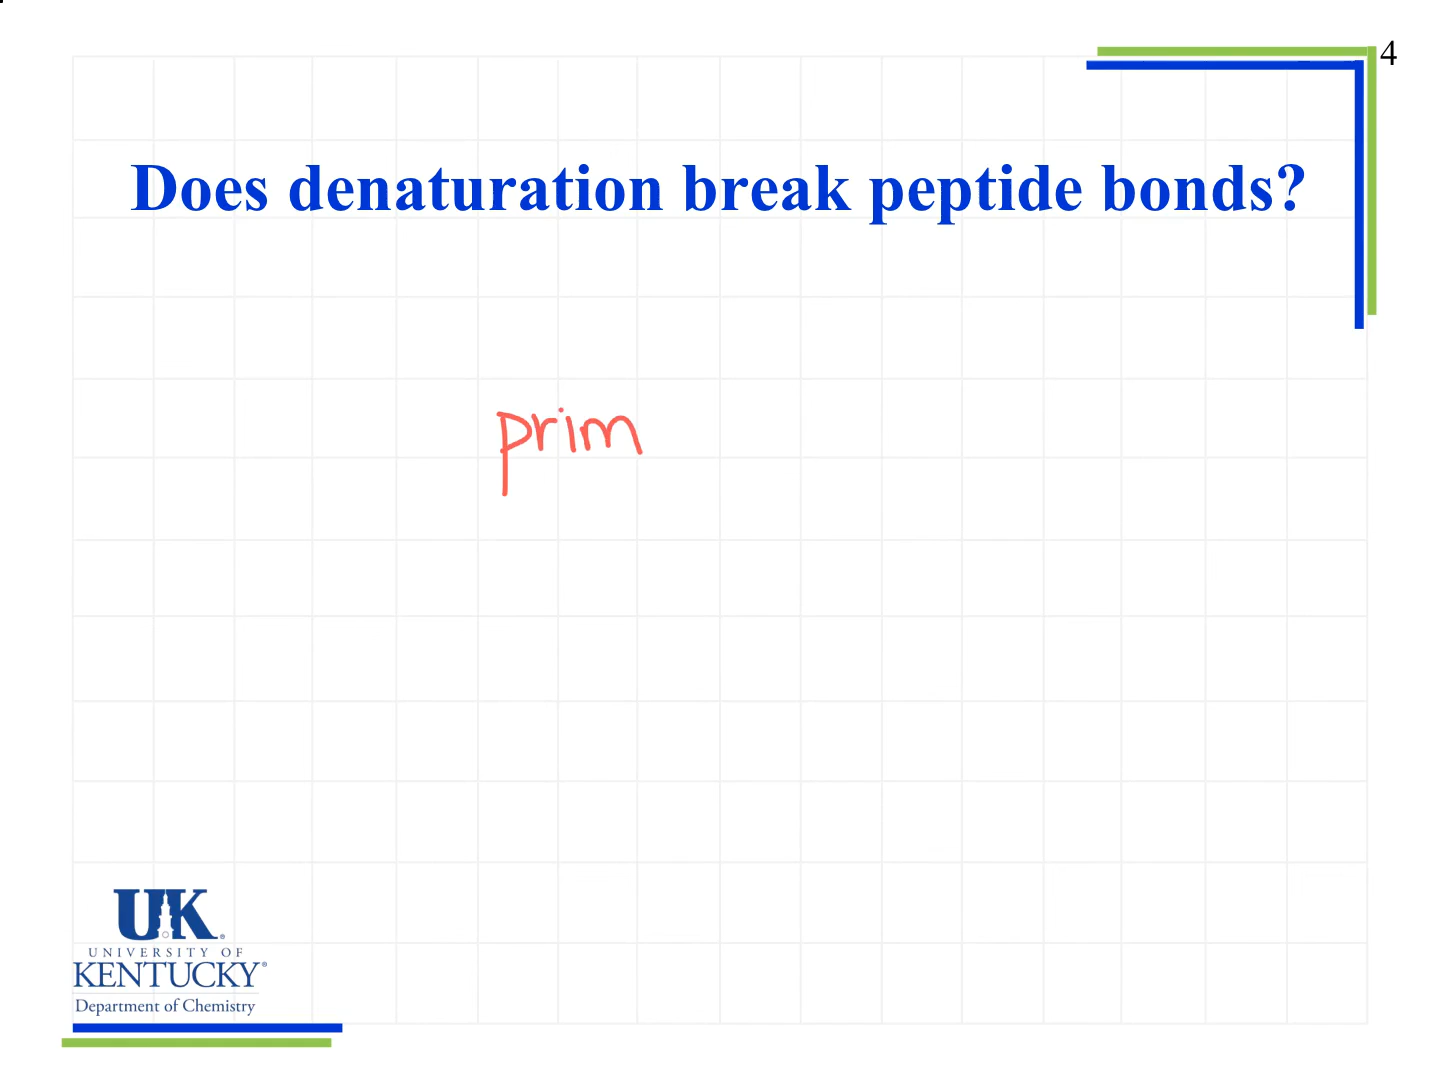 4
Does denaturation break peptide bonds?
prim
UK®
UNIVERSITY OF
KENTUCKY®
Department of Chemistry